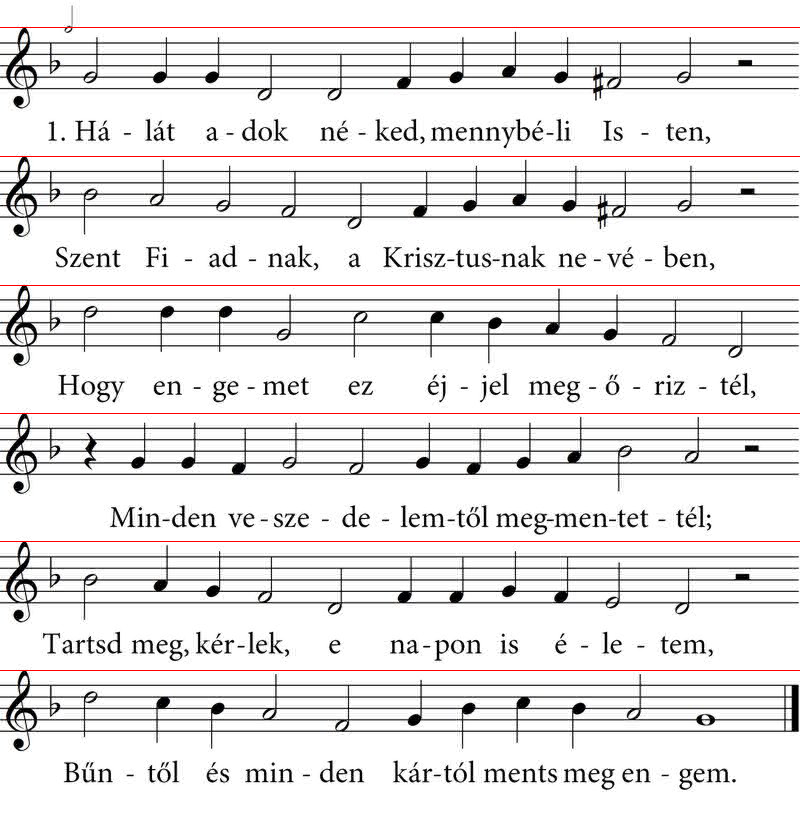 1. Há - lát a - dok né - ked, mennybé-li Is - ten,
Szent Fi - ad - nak, a Krisz-tus-nak ne - vé - ben,
Hogy en - ge - met ez éj - jel meg - ő - riz - tél,
Min-den ve - sze - de - lem-től meg-men-tet - tél;
Tartsd meg, kér-lek, e na-pon is é - le - tem,
Bűn - től és min - den kár-tól ments meg en - gem.